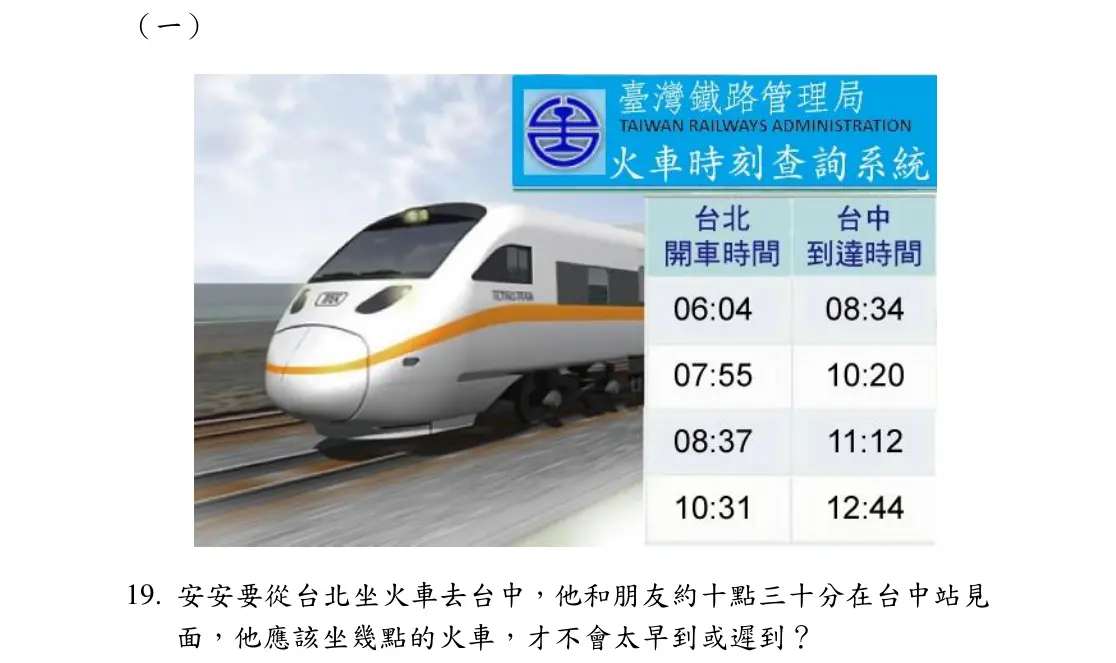 (一)
臺灣鐵路管理局
TAIWAN RAILWAYS ADMINISTRATION
火車時刻查詢系統
台北 台中
開車時間 到達時間
06:04 08:34
07:55 10:20
08:37 11:12
10:31 12:44
19. 安安要從台北坐火車去台中，他和朋友約十點三十分在台中站見
面，他應該坐幾點的火車，才不會太早到或遲到？